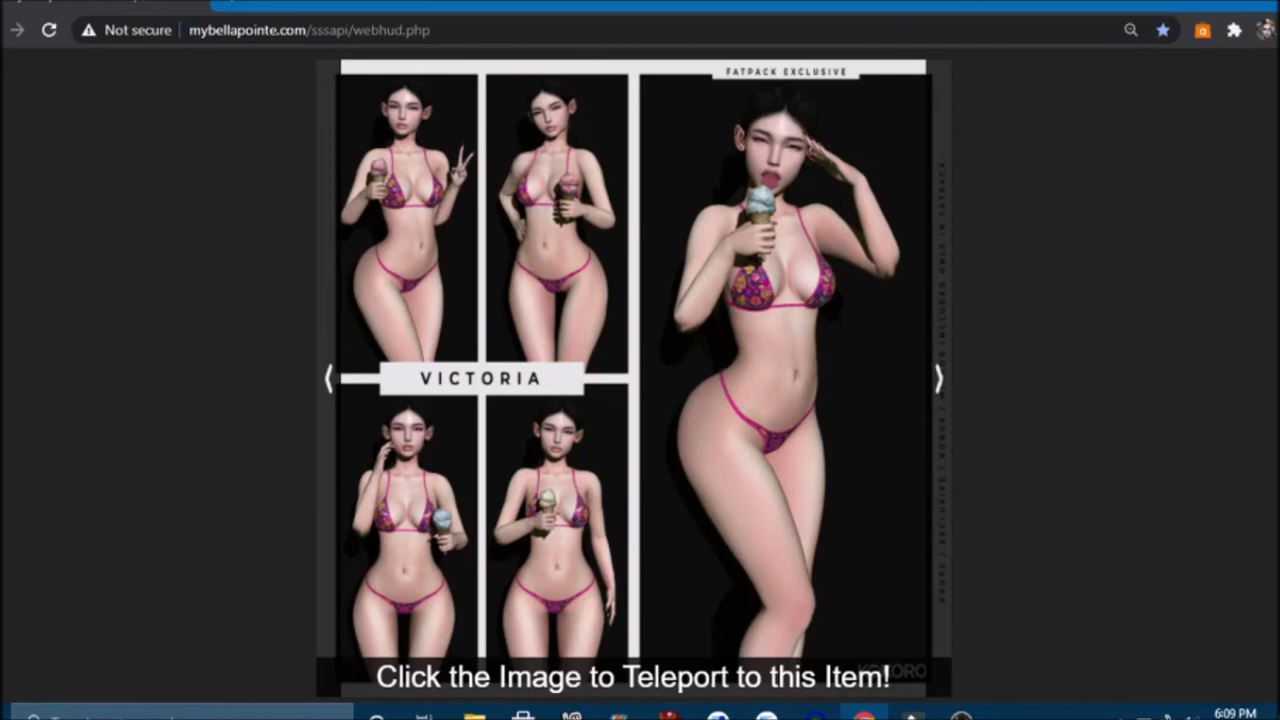 Not secure
mybellapointe.com/sssapi/webhud.php
FATPACK EXCLUSIVE
VICTORIA
Click the Image to Teleport to this Item!
6:09 PM